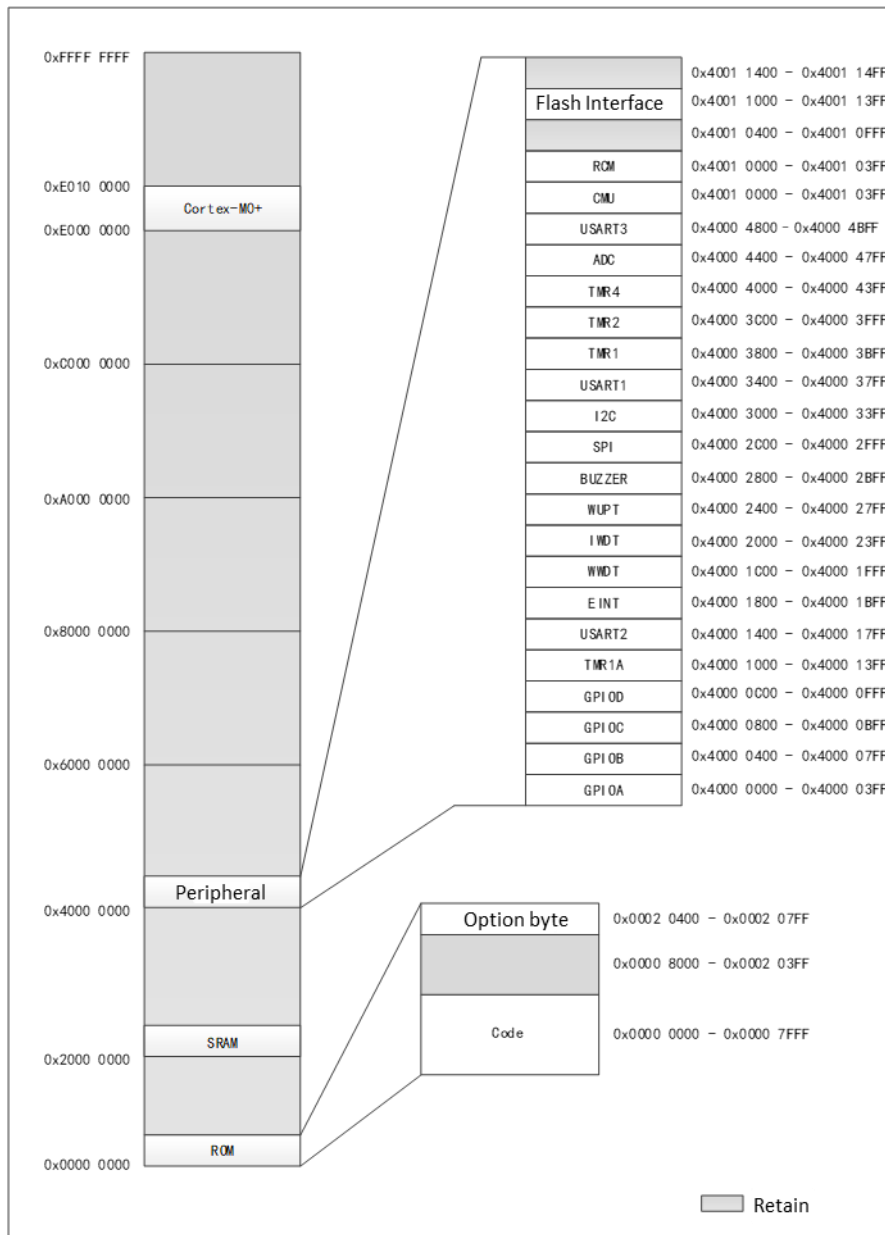 0xFFFF FFFF
0xE010 0000
Cortex-M0+
0xE000 0000
0xC000 0000
0xA000 0000
0x8000 0000
0x6000 0000
Peripheral
0x4000 0000
SRAM
0x2000 0000
ROM
0x0000 0000
0x4001 1400 - 0x4001 14FF
Flash Interface 0x4001 1000 - 0x4001 13FF
0x4001 0400 - 0x4001 0FFF
RCM 0x4001 0000 - 0x4001 03FF
CMU 0x4001 0000 - 0x4001 03FF
USART3 0x4000 4800 - 0x4000 4BFF
ADC 0x4000 4400 - 0x4000 47FF
TMR4 0x4000 4000 - 0x4000 43FF
TMR2 0x4000 3C00 - 0x4000 3FFF
TMR1 0x4000 3800 - 0x4000 3BFF
USART1 0x4000 3400 - 0x4000 37FF
I2C 0x4000 3000 - 0x4000 33FF
SPI 0x4000 2C00 - 0x4000 2FFF
BUZZER 0x4000 2800 - 0x4000 2BFF
WUPT 0x4000 2400 - 0x4000 27FF
IWDT 0x4000 2000 - 0x4000 23FF
WWDT 0x4000 1C00 - 0x4000 1FFF
EINT 0x4000 1800 - 0x4000 1BFF
USART2 0x4000 1400 - 0x4000 17FF
TMR1A 0x4000 1000 - 0x4000 13FF
GPIOD 0x4000 0C00 - 0x4000 0FFF
GPIOC 0x4000 0800 - 0x4000 0BFF
GPIOB 0x4000 0400 - 0x4000 07FF
GPIOA 0x4000 0000 - 0x4000 03FF
Option byte 0x0002 0400 - 0x0002 07FF
0x0000 8000 - 0x0002 03FF
Code 0x0000 0000 - 0x0000 7FFF
Retain